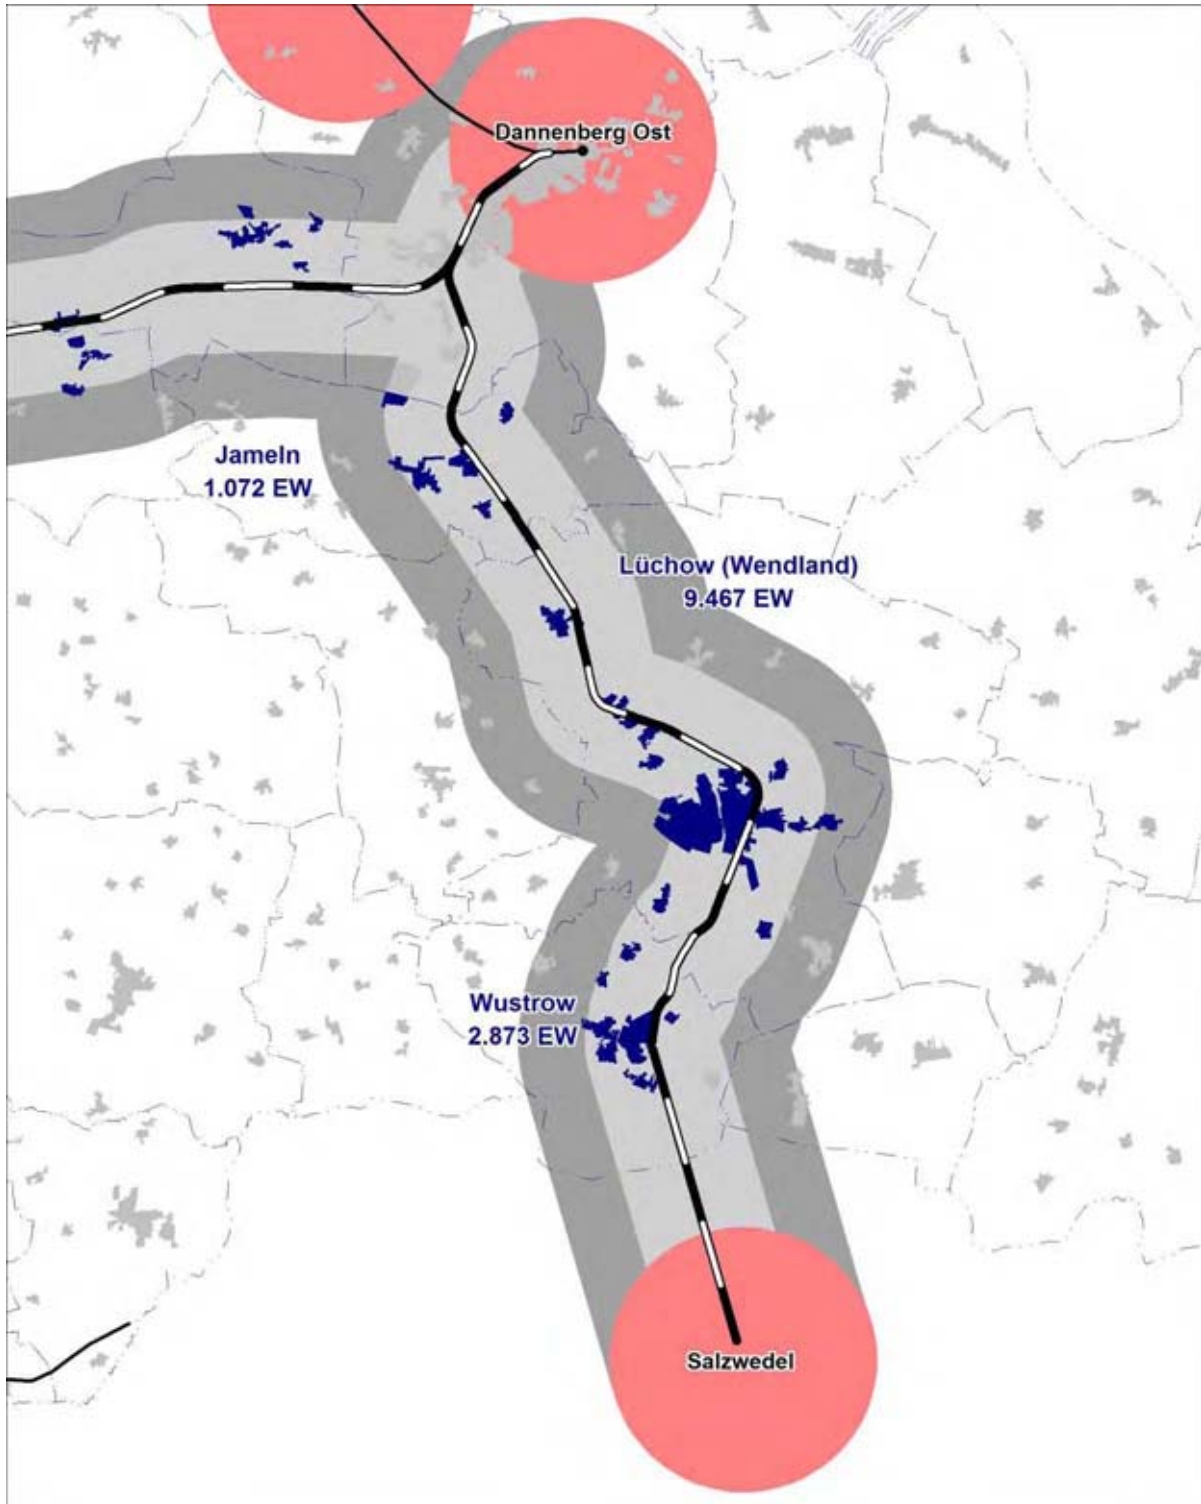 Dannenberg Ost
Jameln
1.072 EW
Lüchow (Wendland)
9.467 EW
Wustrow
2.873 EW
Salzwedel